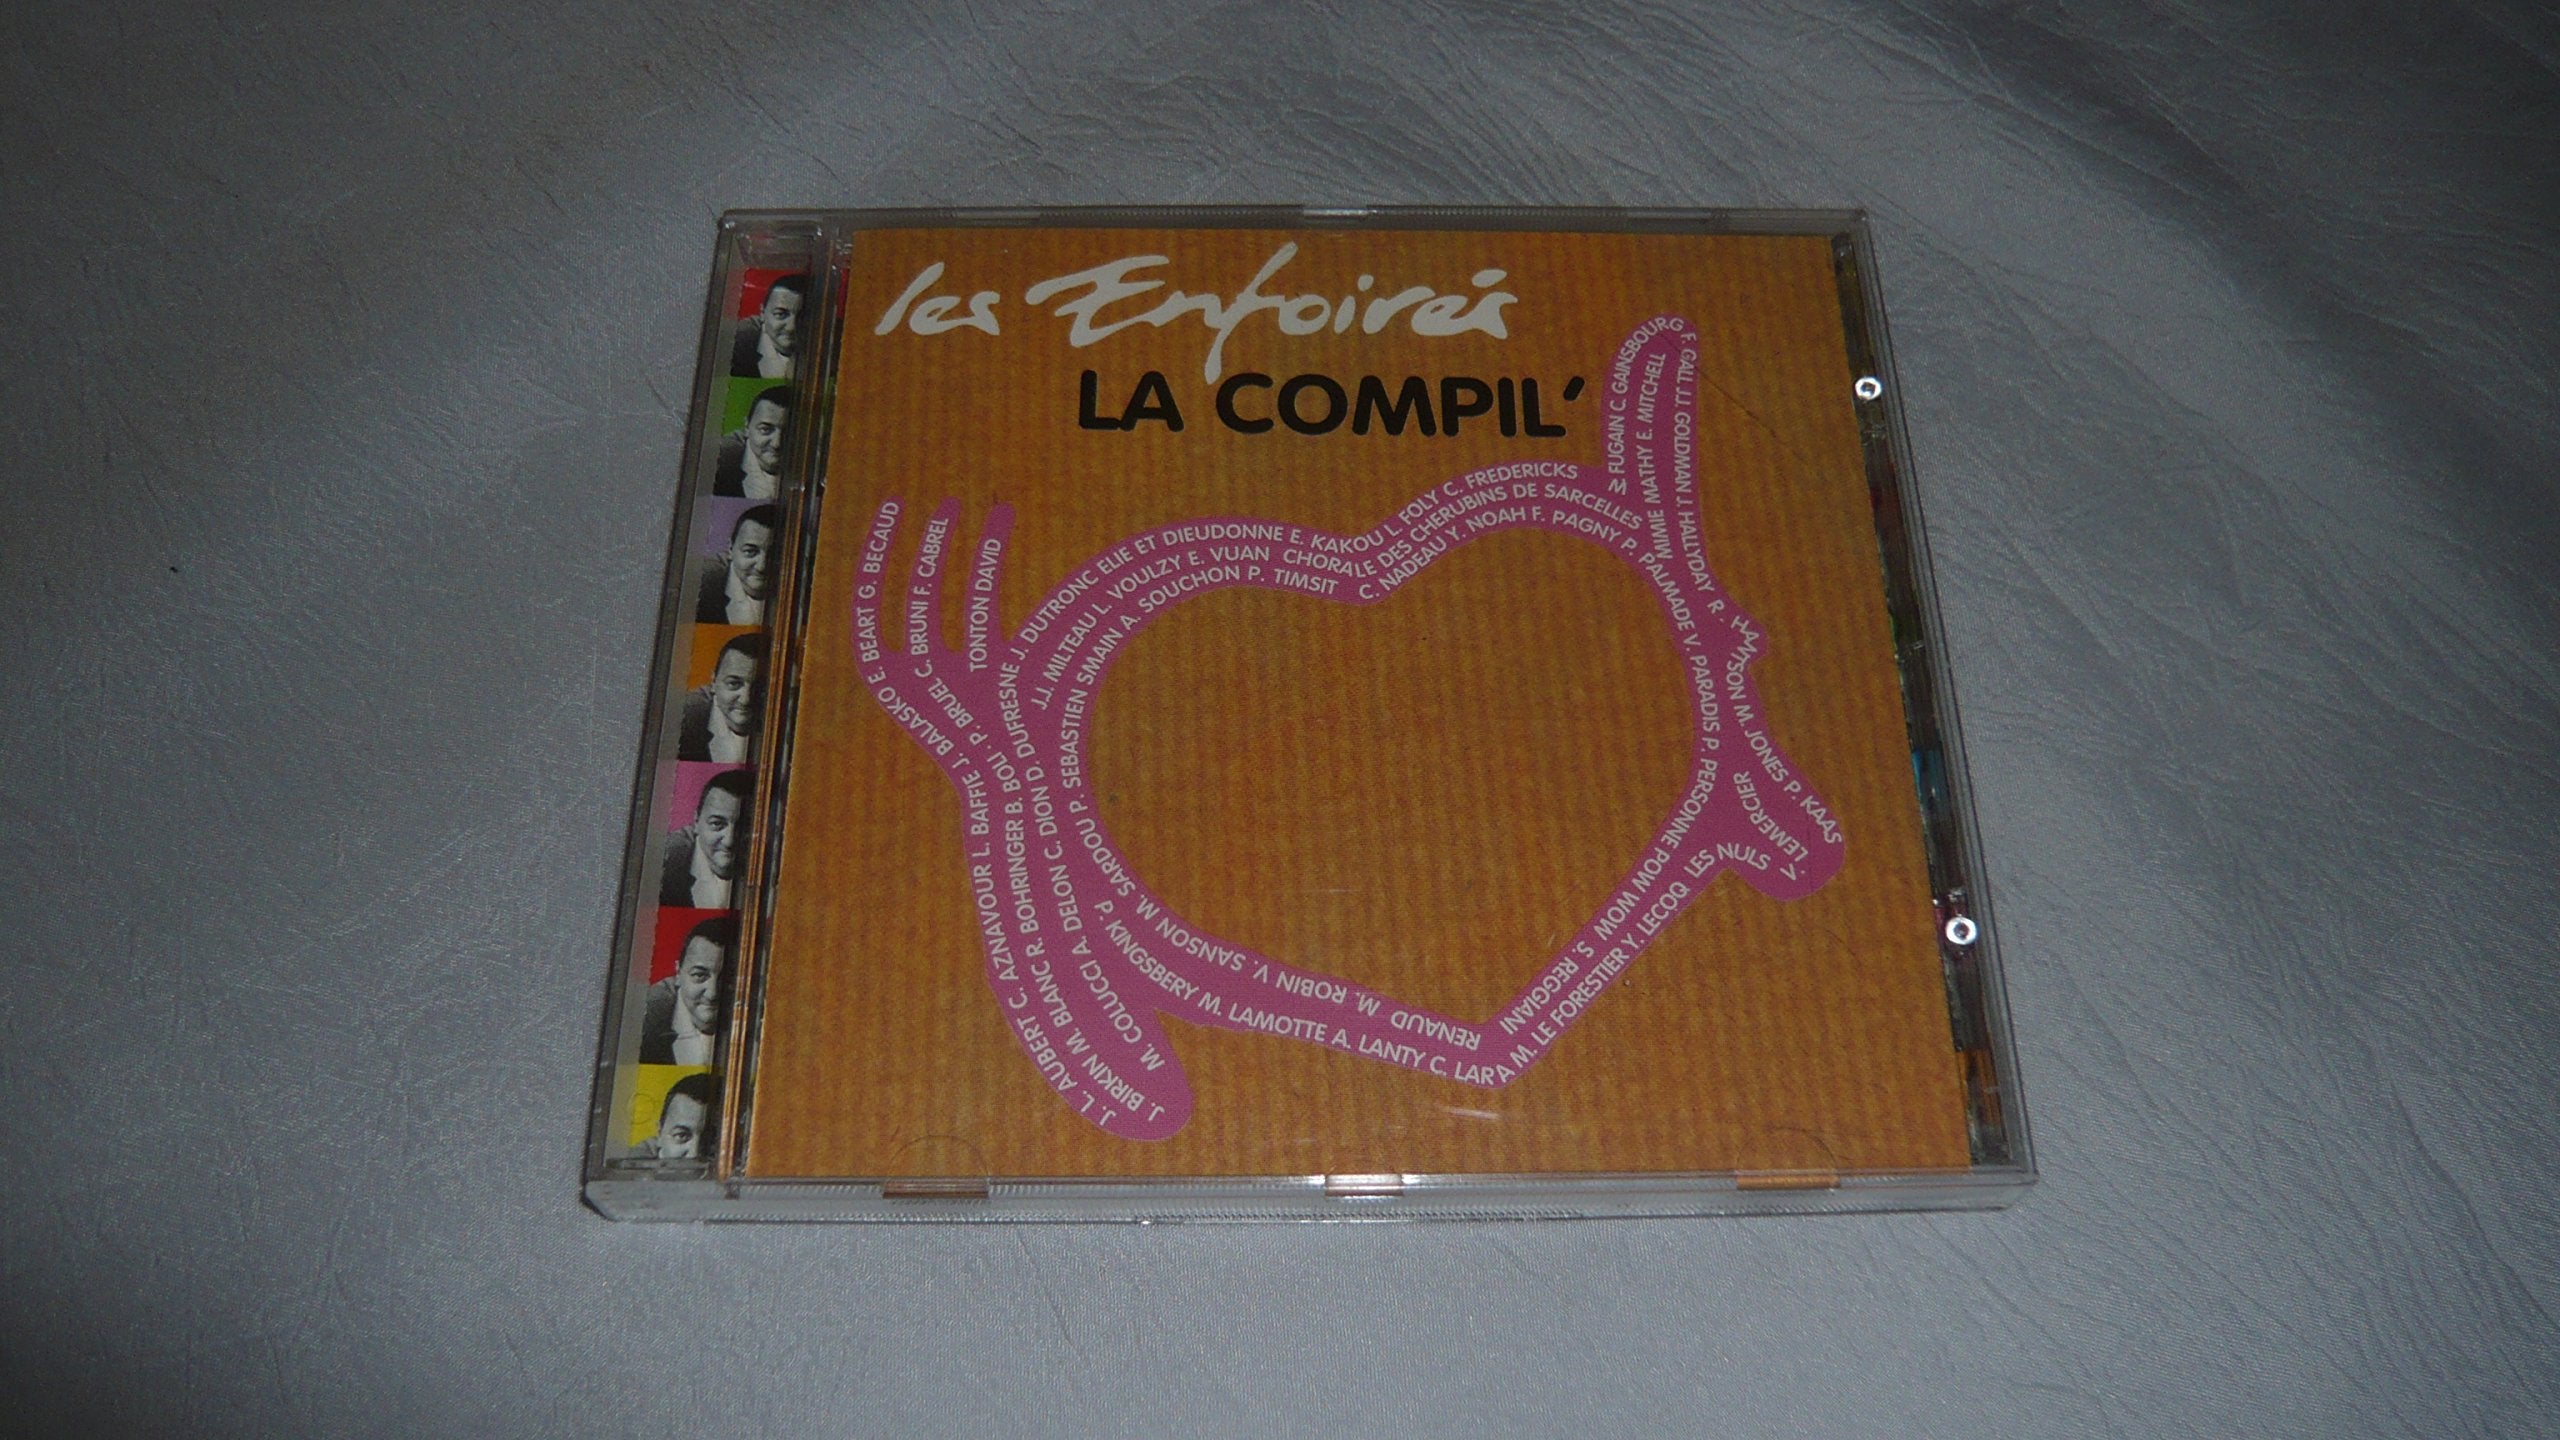 les Enfoirés
LA COMPIL'
J. L. AUBERT C. AZNAVOUR L. BAFFIE J. BALASKO E. BEART G. BECAUD
J. BIRKIN M. BLANC R. BOHRINGER B. BOLI . P. BRUEL C. BRUNI F. CABREL
TONTON DAVID
M. COLUCCI A. DELON C. DION D. DUFRESNE J. DUTRONC ELIE ET DIEUDONNE E. KAKOU L. FOLY C. FREDERICKS
M FUGAIN C. GAINSBOURG F. GALL J.J. GOLDMAN J. HALLYDAY R. HANSON M. JONES P. KAAS
P. KINGSBERY M. LAMOTTE A. LANTY C. LARA M. LE FORESTIER Y. LECOQ LES NULS
V. LEMERCIER
MIMIE MATHY E. MITCHELL
J.J. MILTEAU L. VOULZY E. VUAN CHORALE DES CHERUBINS DE SARCELLES
C. NADEAU Y. NOAH F. PAGNY P. PALMADE V. PARADIS P. PERSONNE POW MOW S. REGGIANI
RENAUD M. ROBIN V. SANSON M. SARDOU P. SEBASTIEN SMAIN A. SOUCHON P. TIMSIT